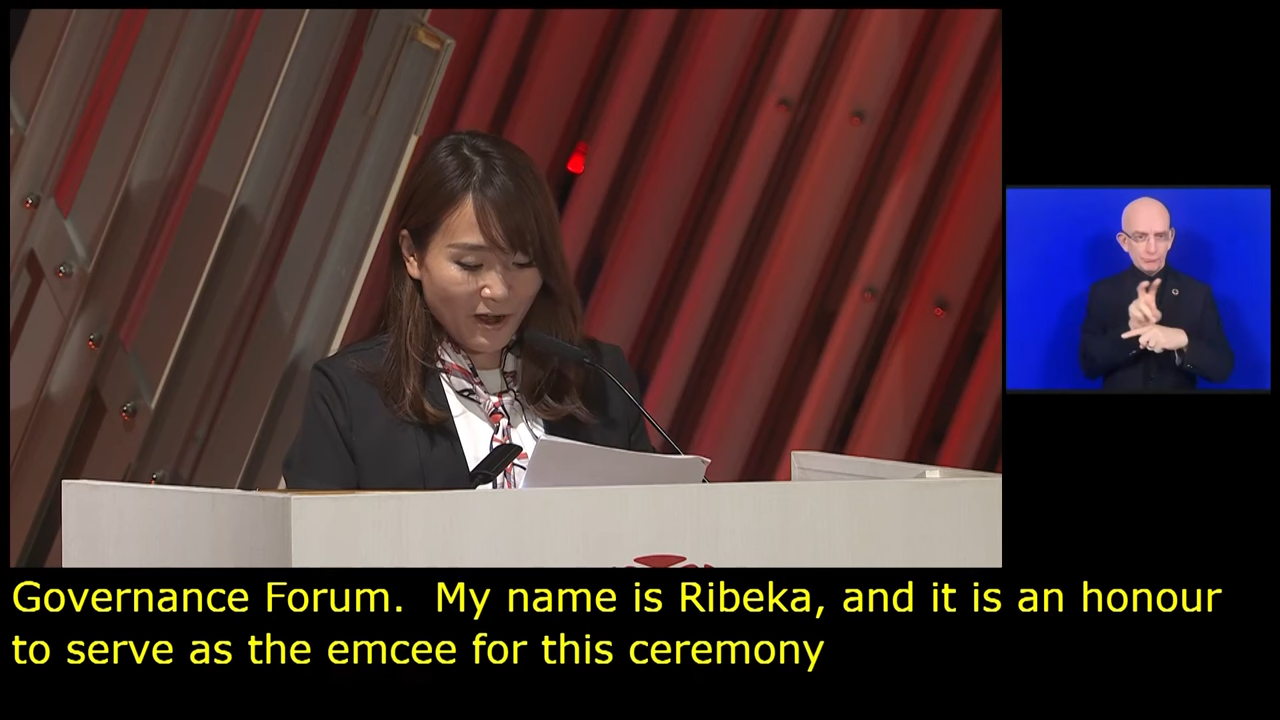 Governance Forum.  My name is Ribeka, and it is an honour
to serve as the emcee for this ceremony